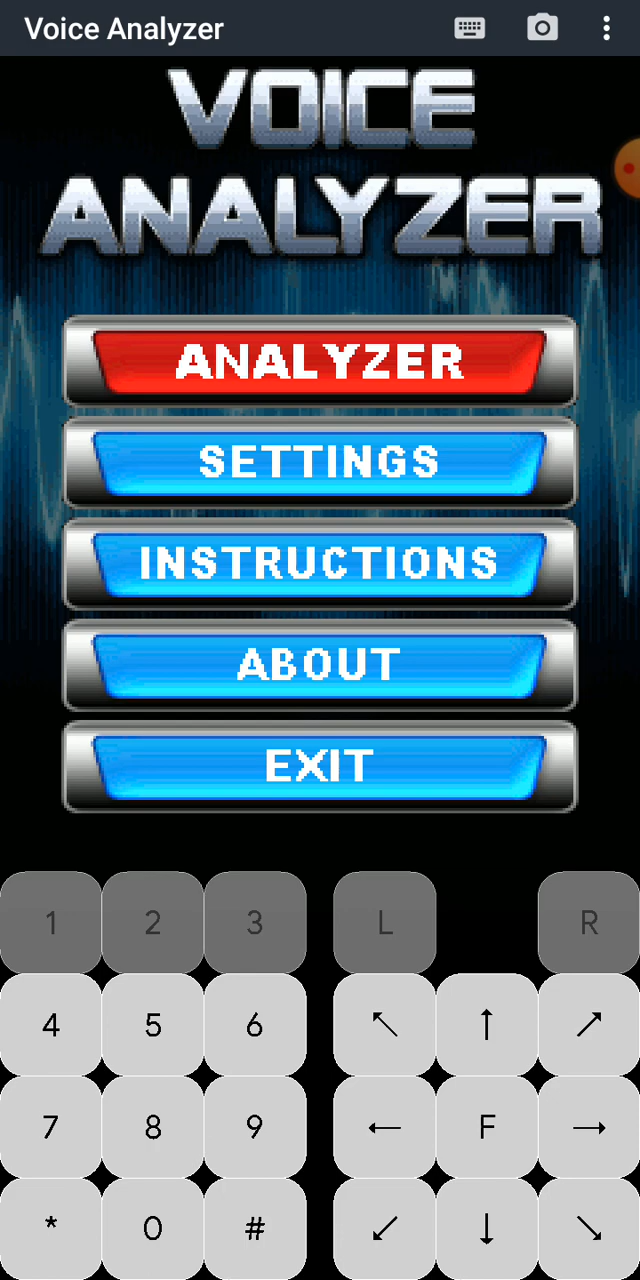 Voice Analyzer
VOICE
ANALYZER
ANALYZER
SETTINGS
INSTRUCTIONS
ABOUT
EXIT
1 2 3 L R
4 5 6 ↖ ↑ ↗
7 8 9 ← F →
* 0 # ↙ ↓ ↘